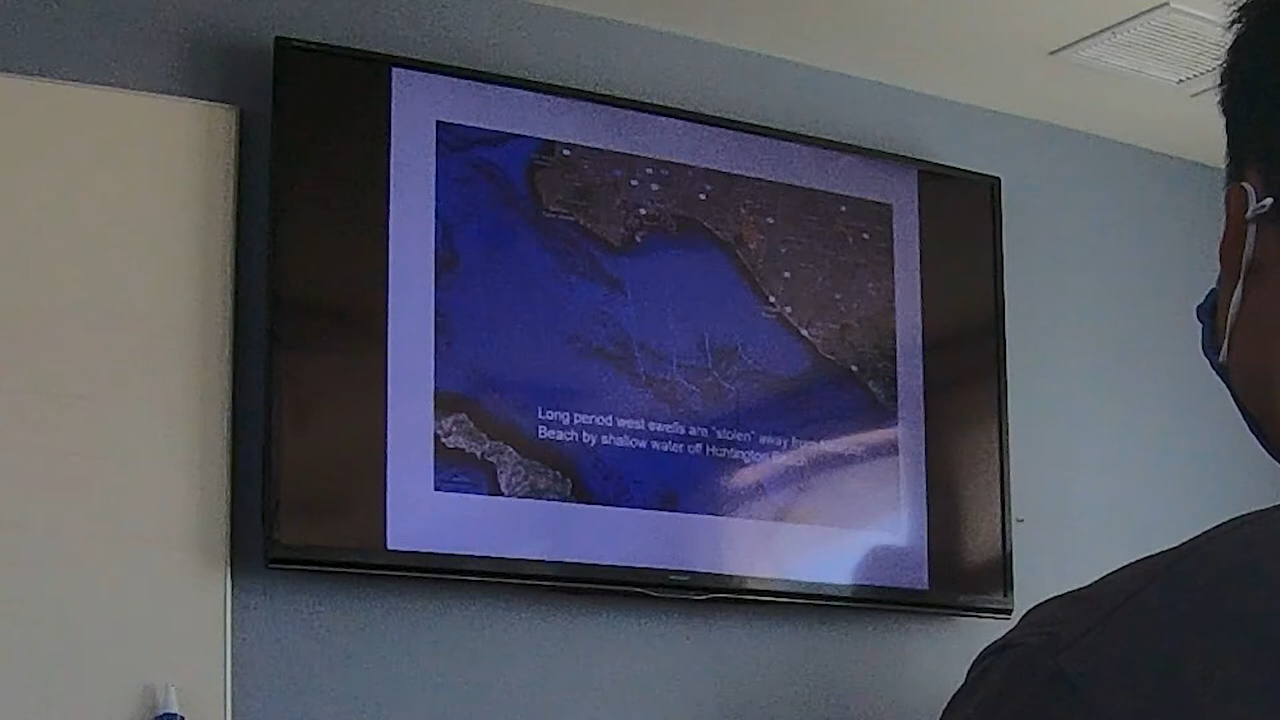 Long period west swells are "stolen" away from
Beach by shallow water off Huntington